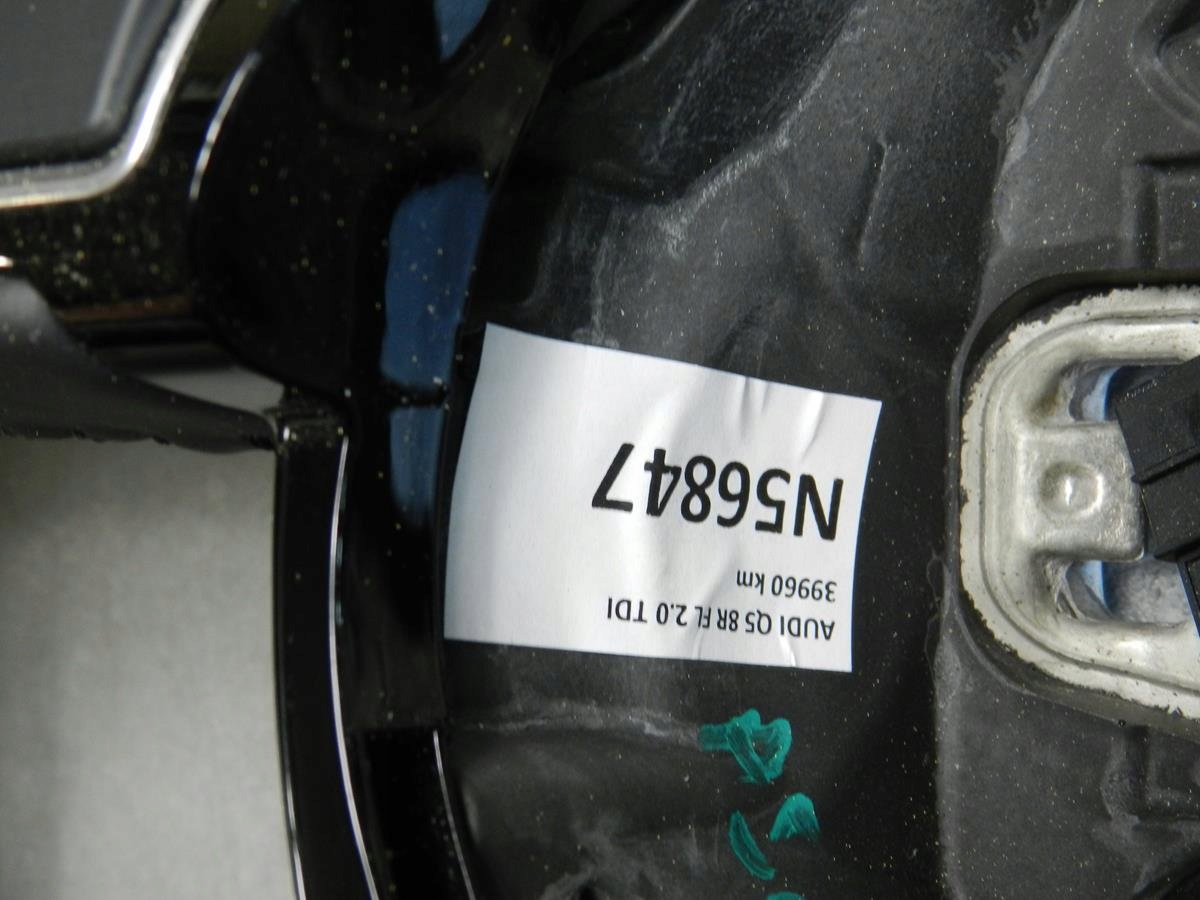 AUDI Q5 8R FL 2.0 TDI
39960 km
N56847